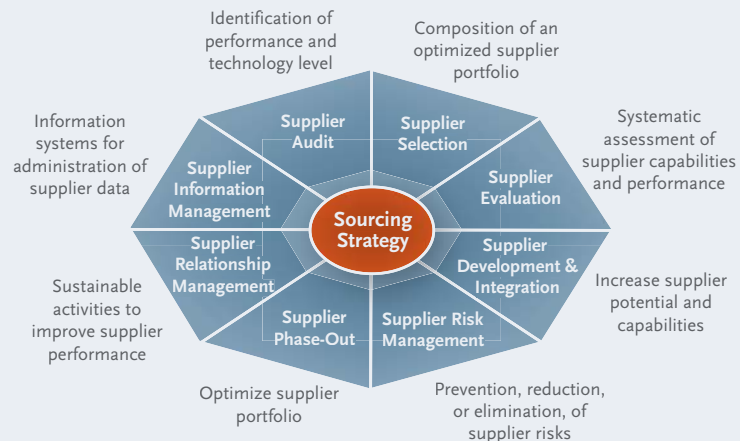 Identification of
performance and
technology level
Composition of an
optimized supplier
portfolio
Information
systems for
administration of
supplier data
Systematic
assessment of
supplier capabilities
and performance
Supplier
Audit
Supplier
Selection
Supplier
Information
Management
Supplier
Evaluation
Sourcing
Strategy
Supplier
Relationship
Management
Supplier
Development &
Integration
Supplier
Phase-Out
Supplier Risk
Management
Sustainable
activities to
improve supplier
performance
Increase supplier
potential and
capabilities
Optimize supplier
portfolio
Prevention, reduction,
or elimination, of
supplier risks